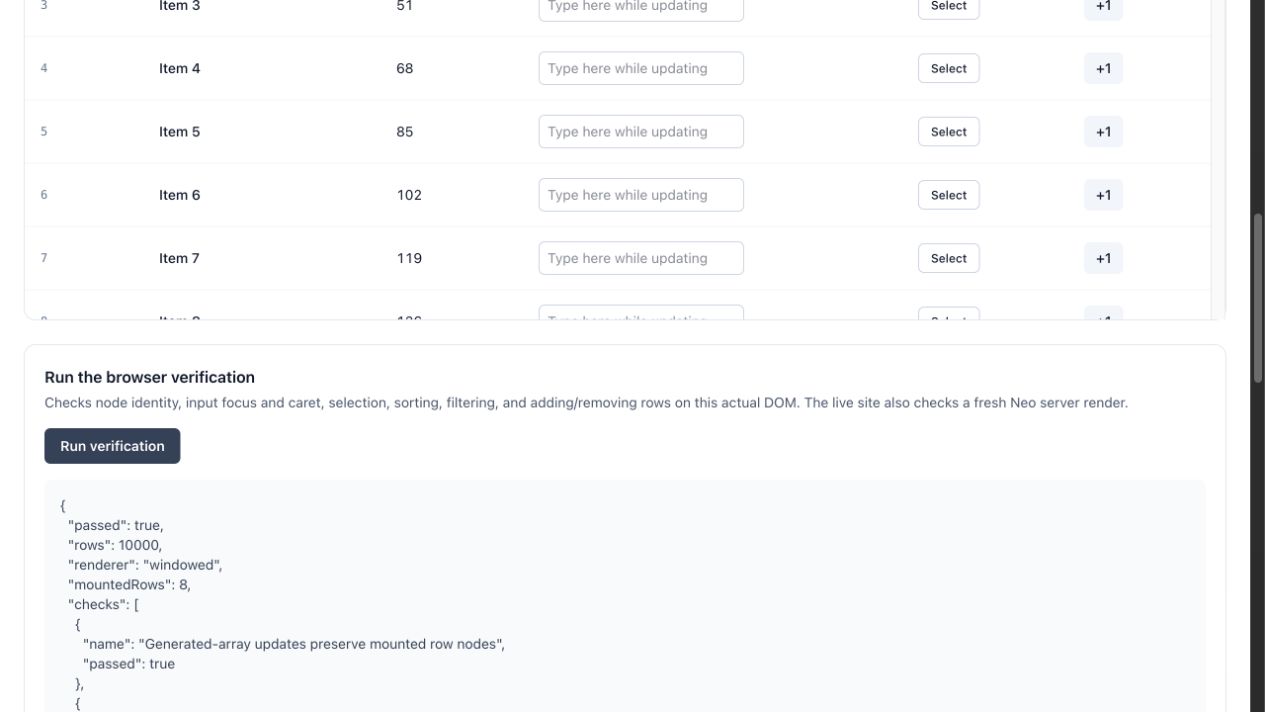 3 Item 3 51 Type here while updating Select +1
4 Item 4 68 Type here while updating Select +1
5 Item 5 85 Type here while updating Select +1
6 Item 6 102 Type here while updating Select +1
7 Item 7 119 Type here while updating Select +1
Run the browser verification
Checks node identity, input focus and caret, selection, sorting, filtering, and adding/removing rows on this actual DOM. The live site also checks a fresh Neo server render.
Run verification
{
"passed": true,
"rows": 10000,
"renderer": "windowed",
"mountedRows": 8,
"checks": [
{
"name": "Generated-array updates preserve mounted row nodes",
"passed": true
},
{